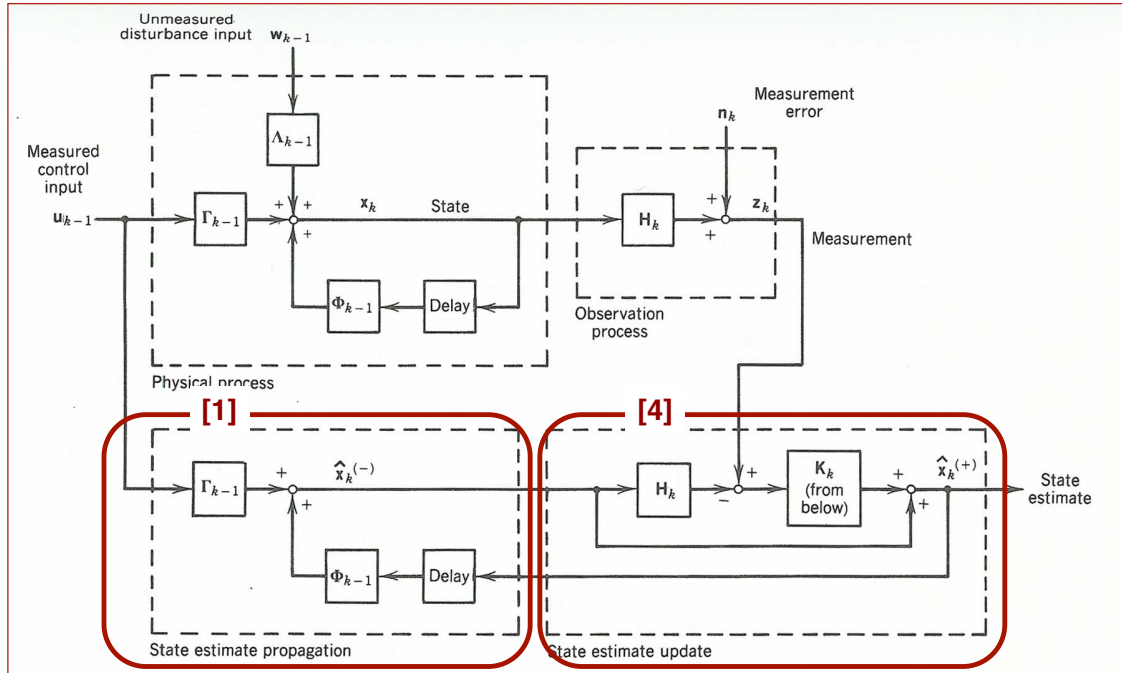 Unmeasured
disturbance input
w_{k−1}
Λ_{k−1}
Measurement
error
n_k
Measured
control
input
u_{k−1}
Γ_{k−1}
+
+
+
x_k
State
Φ_{k−1}
Delay
H_k
+
+
z_k
Measurement
Observation
process
Physical process
[1]
[4]
Γ_{k−1}
+
+
x̂_k(−)
Φ_{k−1}
Delay
State estimate propagation
H_k
+
−
K_k
(from
below)
+
+
x̂_k(+)
State
estimate
State estimate update